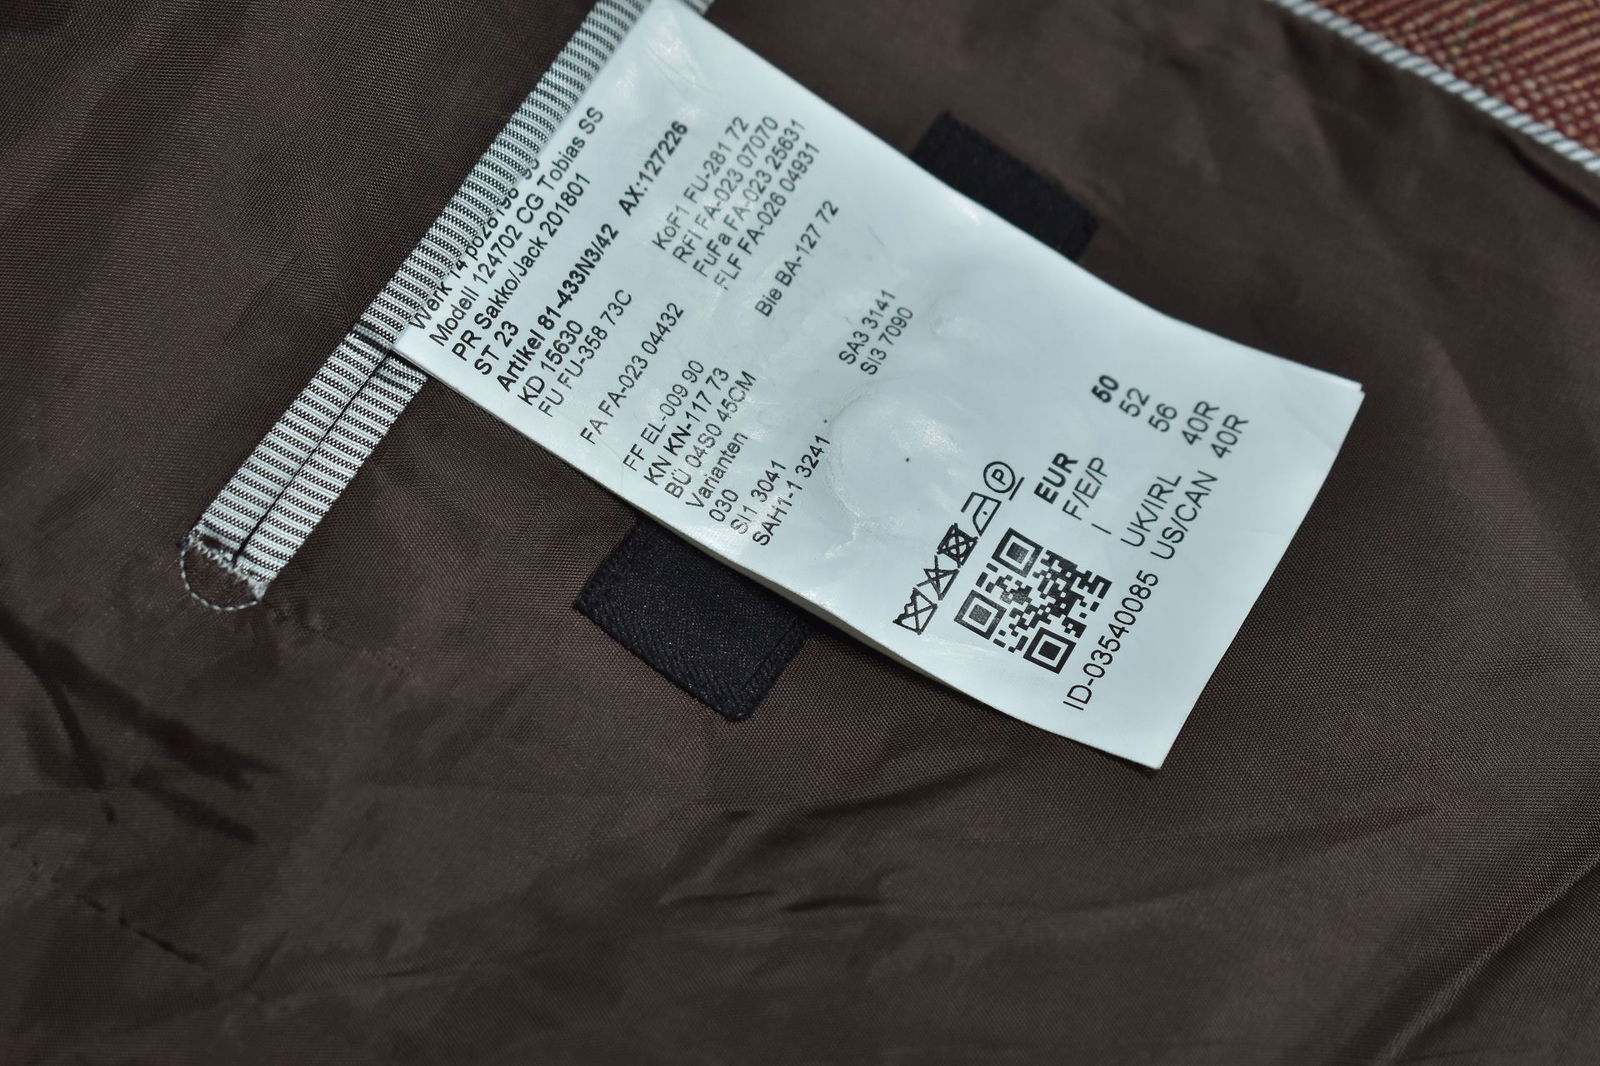 Werk 14
Modell 124702 CG Tobias SS
PR Sakko/Jack 201801
ST 23
Artikel 81-433N3/42 AX:127226
KD 15630
FU FU-358 73C
KoF1 FU-281 72
RFI FA-023 07070
FuFa FA-023 25631
FLF FA-026 04931
FA FA-023 04432
Bie BA-127 72
FF EL-009 90
KN KN-117 73
BÜ 04S0 45CM
Varianten
030
SI1 3041
SAH1-1 3241
SA3 3141
SI3 7090
P
EUR 50
F/E/P 52
I 56
UK/IRL 40R
US/CAN 40R
ID-03540085